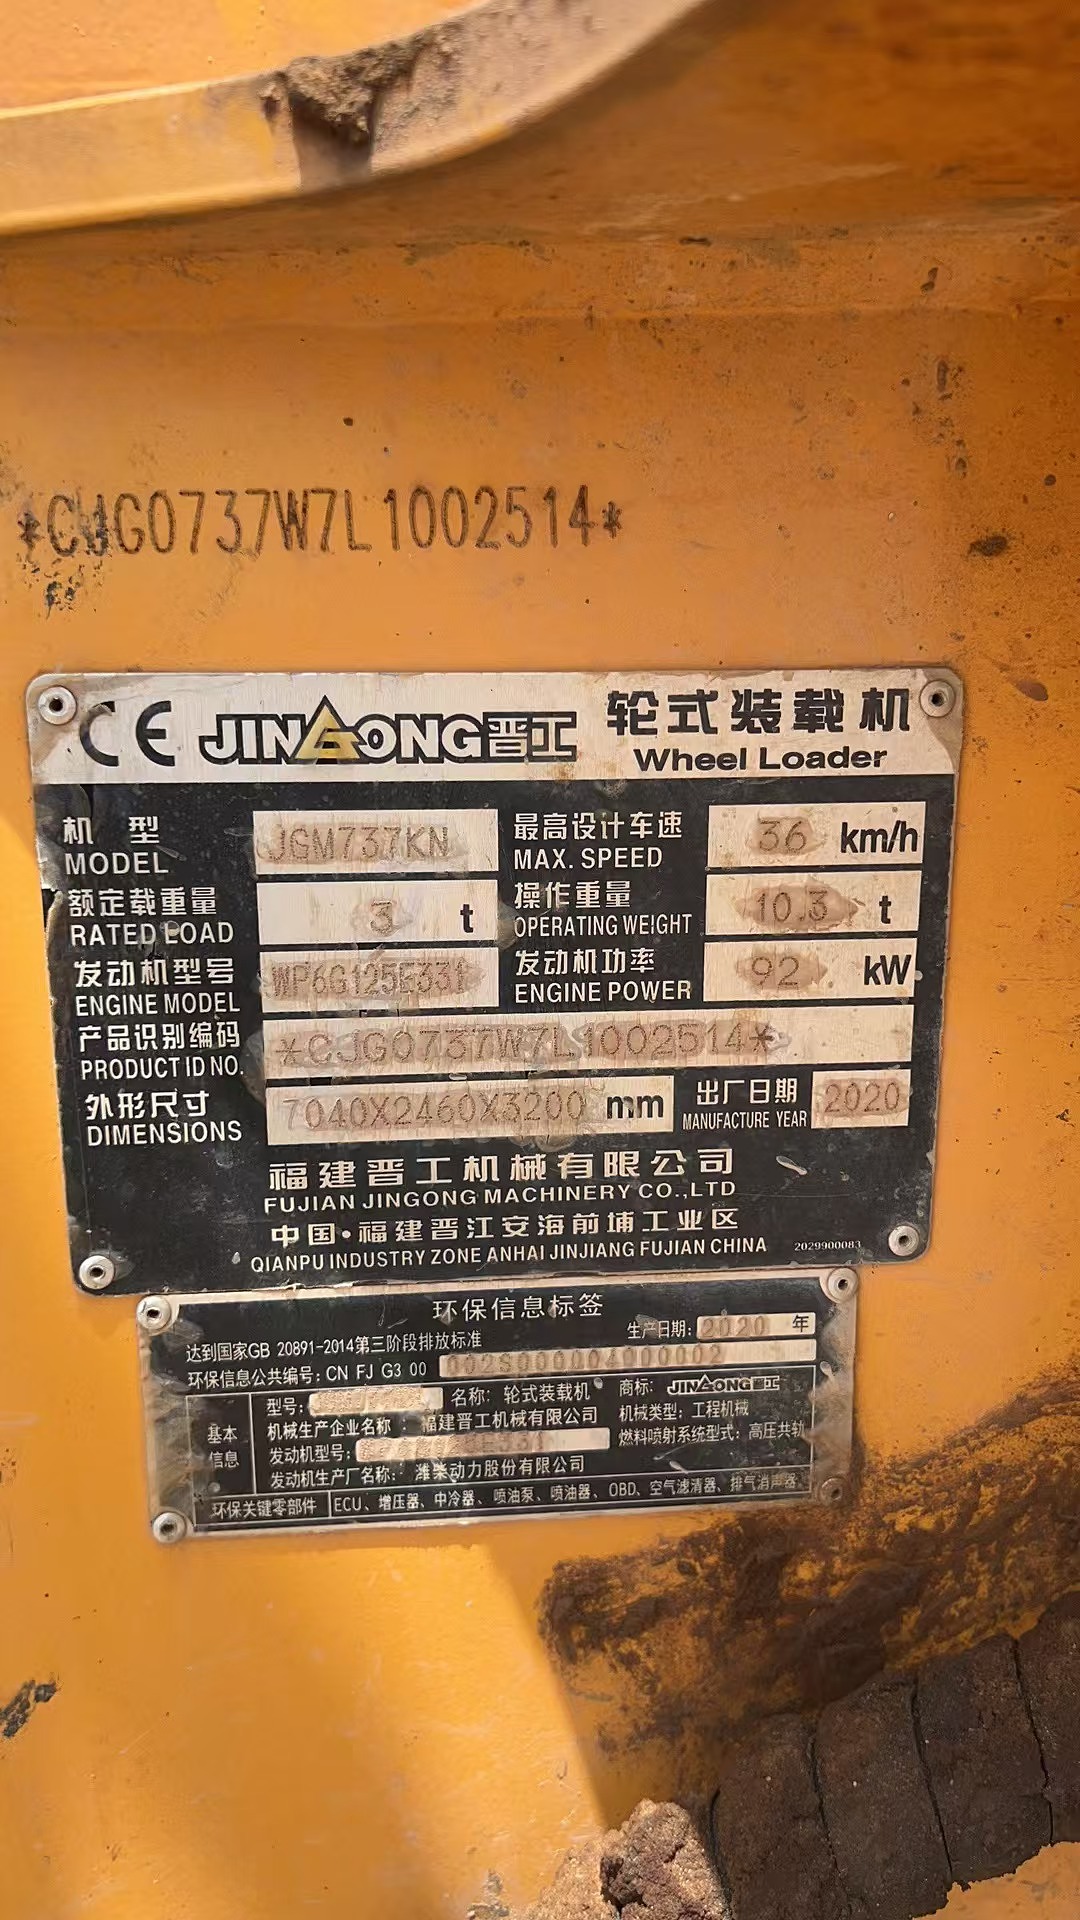 *CJG0737W7L1002514*
CE JINGONG晋工 轮式装载机
Wheel Loader
机 型 JGM737KN 最高设计车速 36 km/h
MODEL MAX. SPEED
额定载重量 3 t 操作重量 10.3 t
RATED LOAD OPERATING WEIGHT
发动机型号 WP6G125E331 发动机功率 92 kW
ENGINE MODEL ENGINE POWER
产品识别编码 *CJG0737W7L1002514*
PRODUCT ID NO.
外形尺寸 7040X2460X3200 mm 出厂日期 2020
DIMENSIONS MANUFACTURE YEAR
福建晋工机械有限公司
FUJIAN JINGONG MACHINERY CO.,LTD
中国·福建晋江安海前埔工业区
QIANPU INDUSTRY ZONE ANHAI JINJIANG FUJIAN CHINA 2029900083
环保信息标签
达到国家GB 20891-2014第三阶段排放标准 生产日期: 2020 年
环保信息公共编号: CN FJ G3 00 002S000004000002
基本信息
型号: 名称: 轮式装载机 商标: JINGONG晋工
机械生产企业名称: 福建晋工机械有限公司 机械类型: 工程机械
发动机型号: 燃料喷射系统型式: 高压共轨
发动机生产厂名称: 潍柴动力股份有限公司
环保关键零部件 ECU、增压器、中冷器、喷油泵、喷油器、OBD、空气滤清器、排气消声器